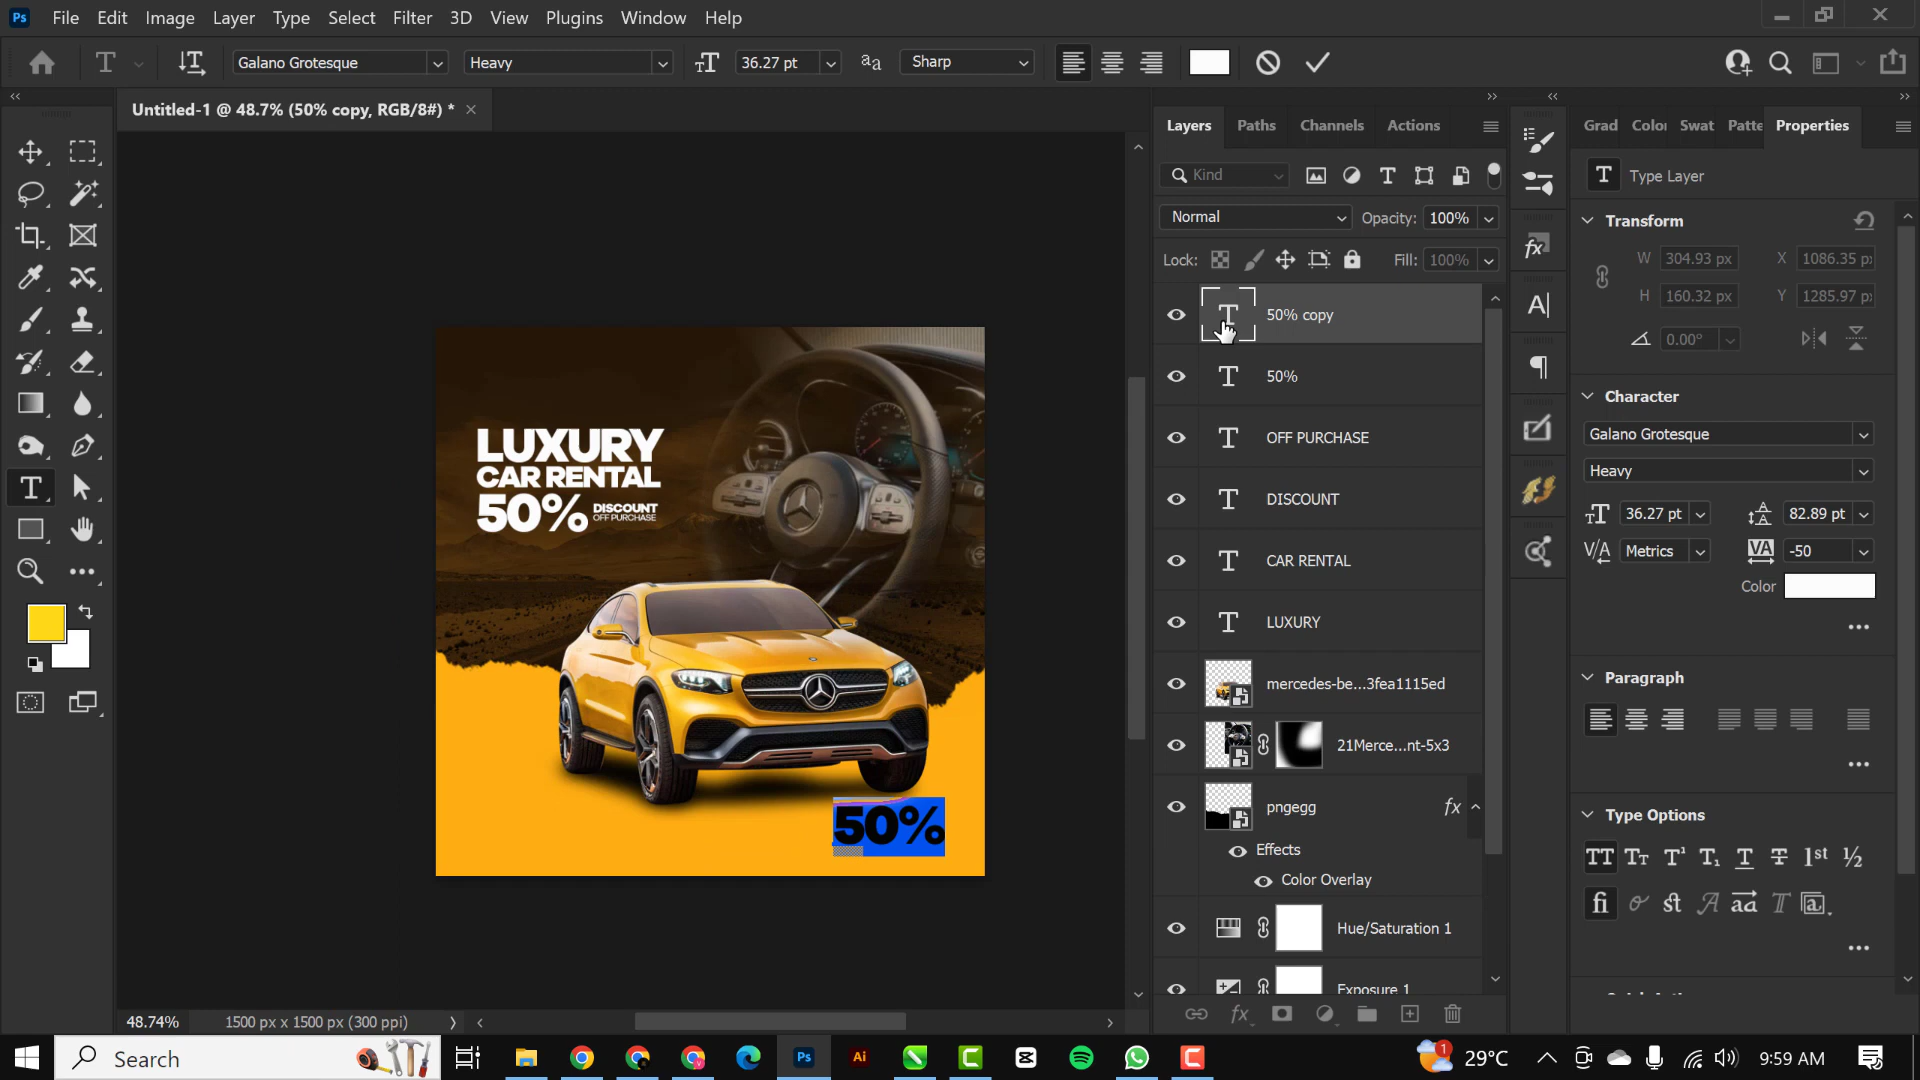 Ps File Edit Image Layer Type Select Filter 3D View Plugins Window Help
Galano Grotesque Heavy 36.27 pt Sharp
Untitled-1 @ 48.7% (50% copy, RGB/8#) *
Layers Paths Channels Actions
Grad Color Swat Patte Properties
Kind
Type Layer
Normal Opacity: 100%
Lock: Fill: 100%
Transform
W 304.93 px X 1086.35 p
H 160.32 px Y 1285.97 p
0.00°
50% copy
50%
OFF PURCHASE
DISCOUNT
CAR RENTAL
LUXURY
mercedes-be...3fea1115ed
21Merce...nt-5x3
pngegg fx
Effects
Color Overlay
Hue/Saturation 1
Exposure 1
Character
Galano Grotesque
Heavy
36.27 pt 82.89 pt
Metrics -50
Color
Paragraph
Type Options
LUXURY
CAR RENTAL
50% DISCOUNT
OFF PURCHASE
50%
48.74% 1500 px x 1500 px (300 ppi)
Search
Ps Ai
29°C
9:59 AM